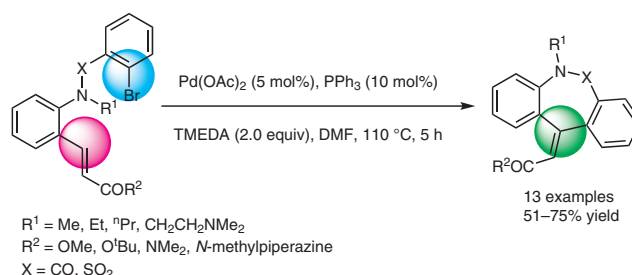 X
N
R¹
Br
COR²
Pd(OAc)₂ (5 mol%), PPh₃ (10 mol%)
TMEDA (2.0 equiv), DMF, 110 °C, 5 h
R¹
N
X
R²OC
13 examples
51–75% yield
R¹ = Me, Et, ⁿPr, CH₂CH₂NMe₂
R² = OMe, OᵗBu, NMe₂, N-methylpiperazine
X = CO, SO₂